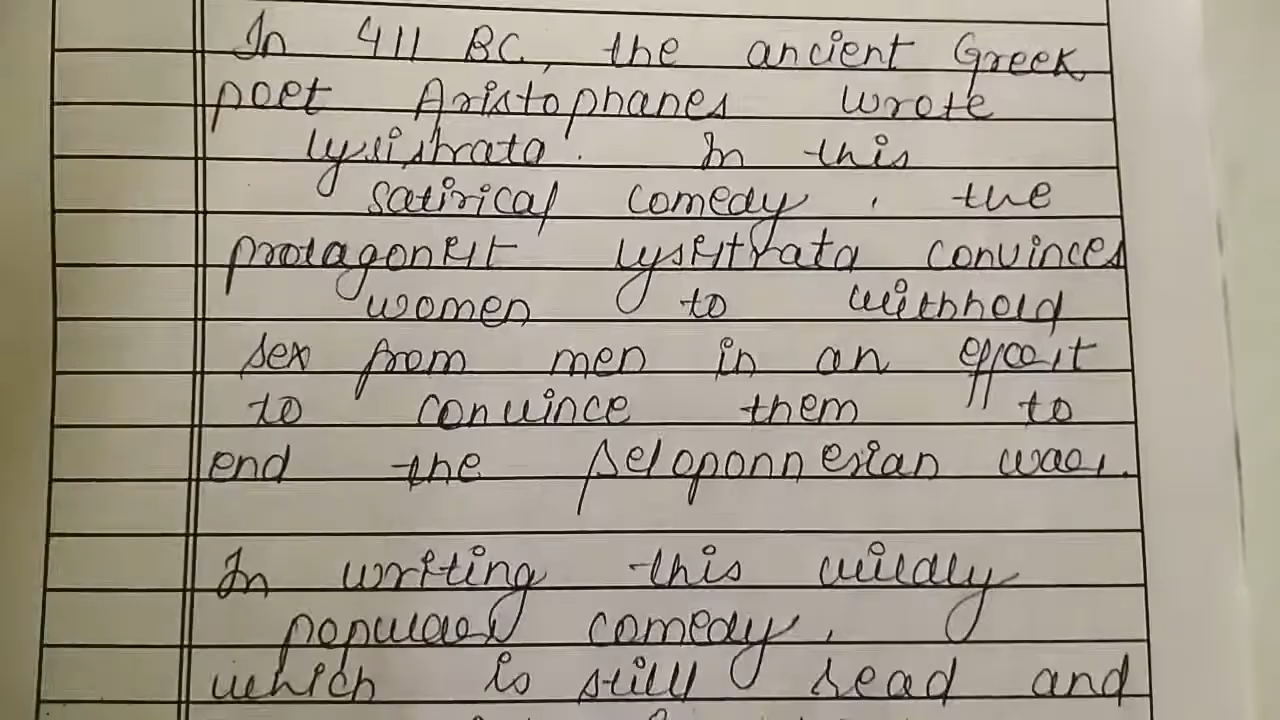 In 411 BC, the ancient Greek
poet Aristophanes wrote
lysistrata. In this
satirical comedy, the
protagonist lysistrata convinces
women to withhold
sex from men in an effort
to convince them to
end the peloponnesian war.
In writing this wildly
popular comedy,
which is still read and